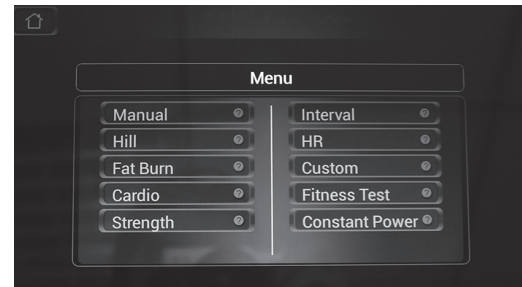 Menu
Manual
Hill
Fat Burn
Cardio
Strength
Interval
HR
Custom
Fitness Test
Constant Power